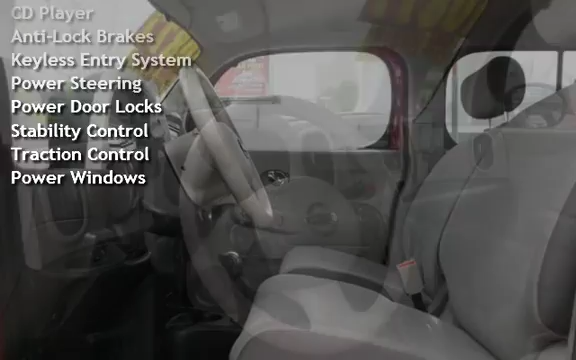 CD Player
Anti-Lock Brakes
Keyless Entry System
Power Steering
Power Door Locks
Stability Control
Traction Control
Power Windows